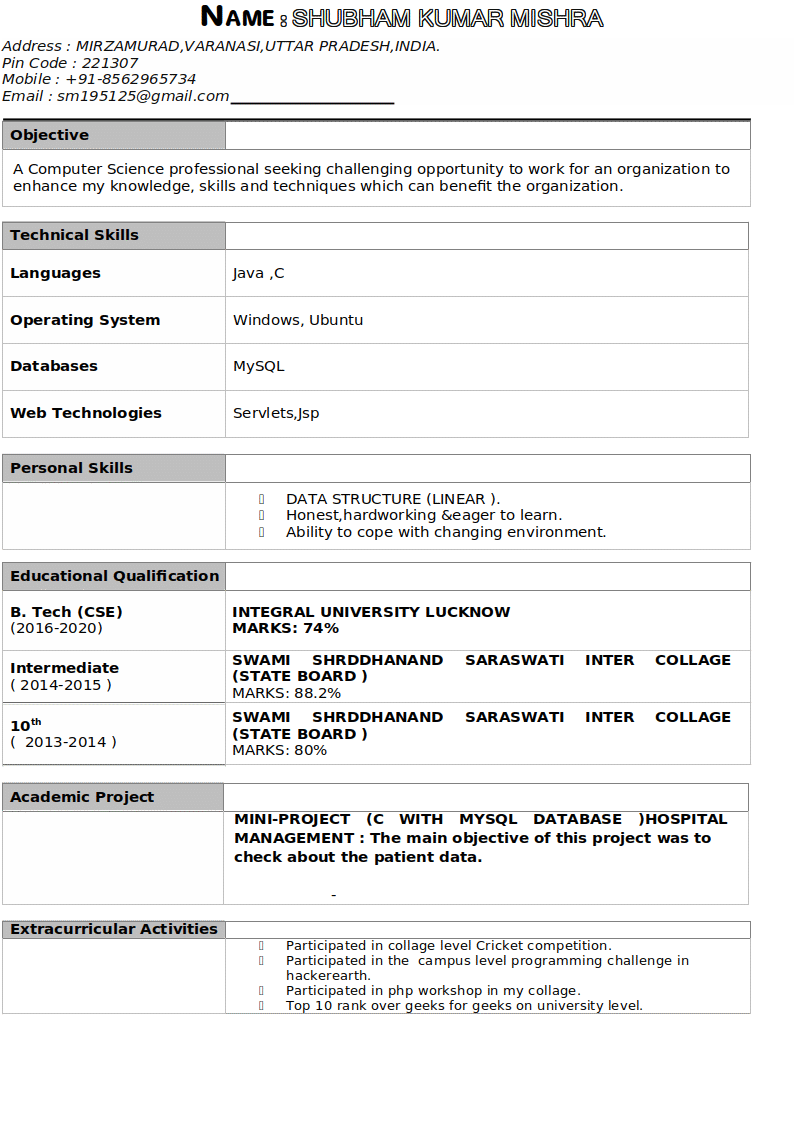 NAME : SHUBHAM KUMAR MISHRA
Address : MIRZAMURAD,VARANASI,UTTAR PRADESH,INDIA.
Pin Code : 221307
Mobile : +91-8562965734
Email : sm195125@gmail.com
Objective
A Computer Science professional seeking challenging opportunity to work for an organization to
enhance my knowledge, skills and techniques which can benefit the organization.
Technical Skills
Languages Java ,C
Operating System Windows, Ubuntu
Databases MySQL
Web Technologies Servlets,Jsp
Personal Skills
DATA STRUCTURE (LINEAR ).
Honest,hardworking &eager to learn.
Ability to cope with changing environment.
Educational Qualification
B. Tech (CSE) INTEGRAL UNIVERSITY LUCKNOW
(2016-2020) MARKS: 74%
Intermediate SWAMI SHRDDHANAND SARASWATI INTER COLLAGE
( 2014-2015 ) (STATE BOARD )
MARKS: 88.2%
10th SWAMI SHRDDHANAND SARASWATI INTER COLLAGE
( 2013-2014 ) (STATE BOARD )
MARKS: 80%
Academic Project
MINI-PROJECT (C WITH MYSQL DATABASE )HOSPITAL
MANAGEMENT : The main objective of this project was to
check about the patient data.
-
Extracurricular Activities
Participated in collage level Cricket competition.
Participated in the campus level programming challenge in
hackerearth.
Participated in php workshop in my collage.
Top 10 rank over geeks for geeks on university level.